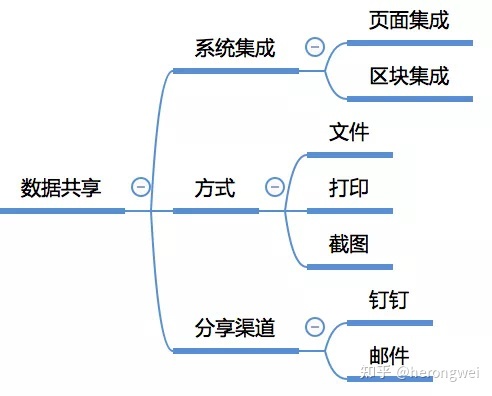 数据共享
系统集成
页面集成
区块集成
方式
文件
打印
截图
分享渠道
钉钉
邮件
知乎 @herongwei